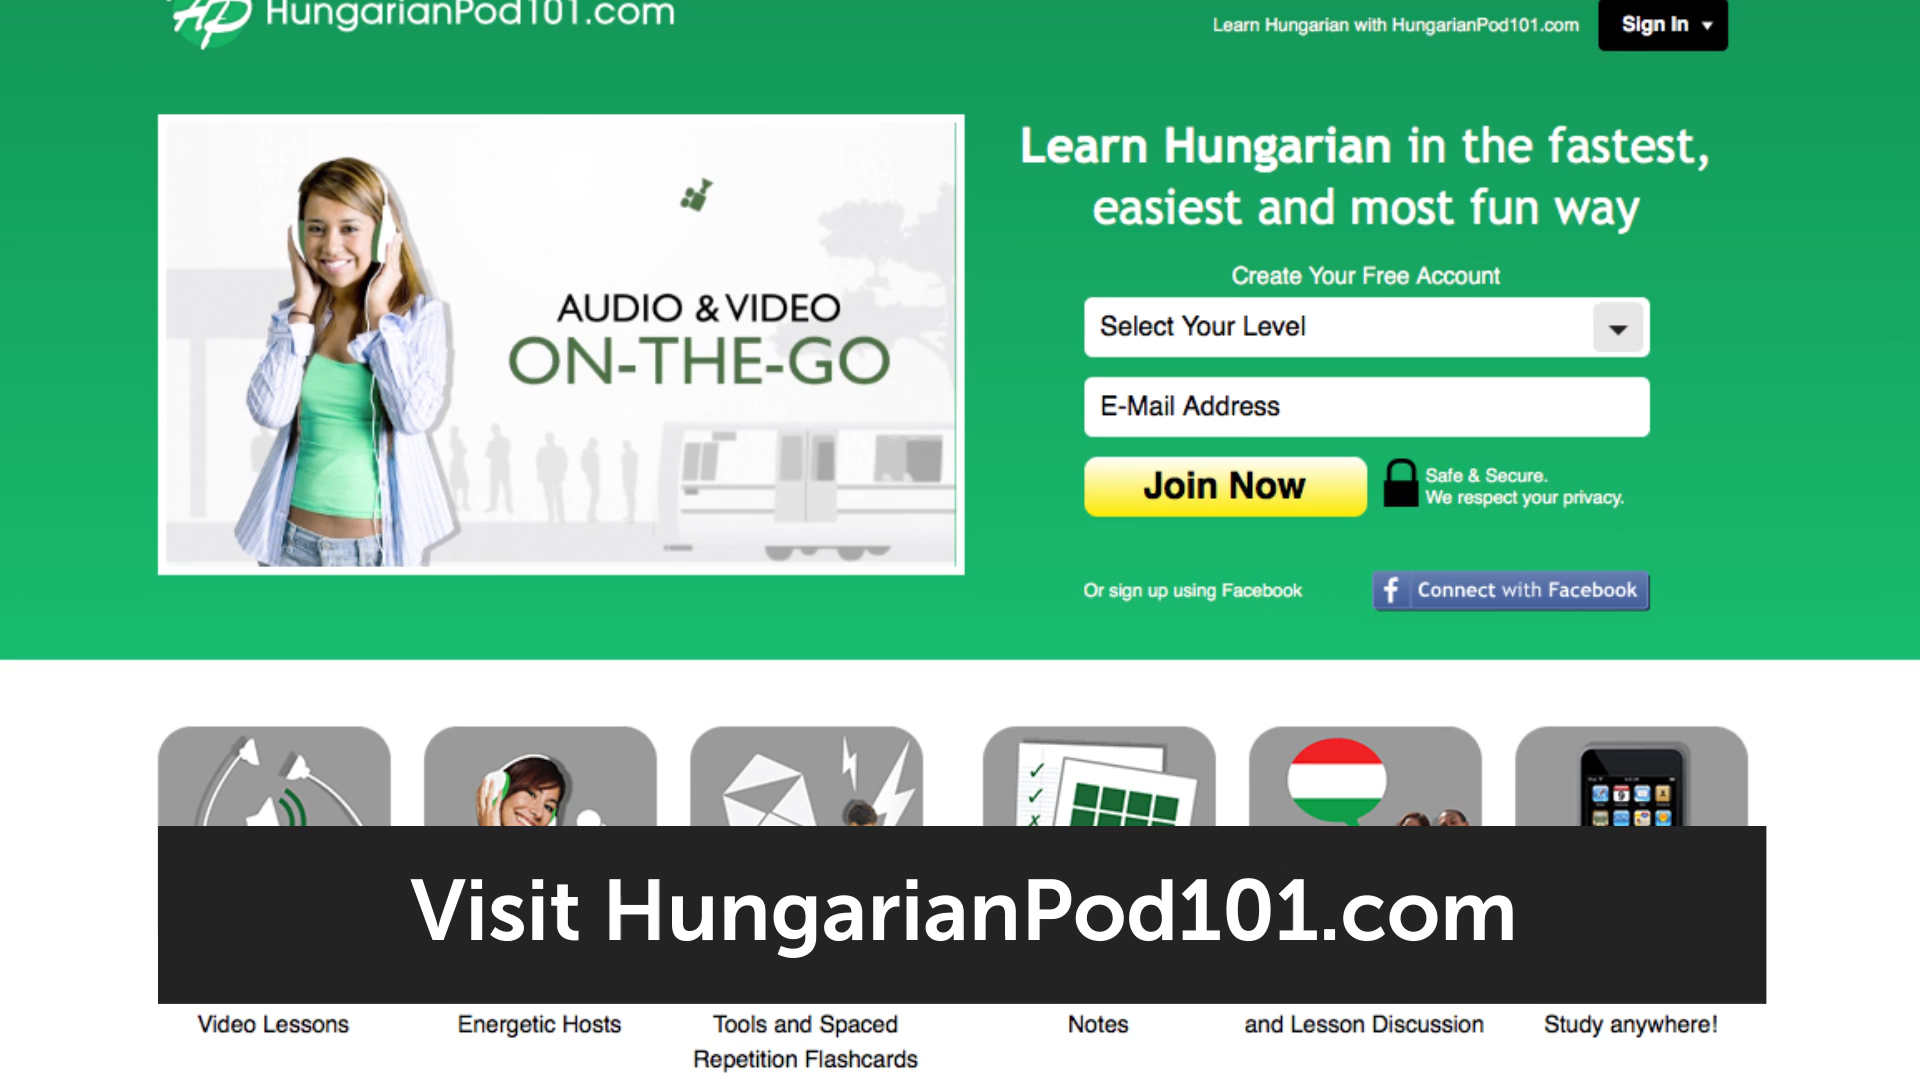 HungarianPod101.com
Learn Hungarian with HungarianPod101.com
Sign In
Learn Hungarian in the fastest,
easiest and most fun way
AUDIO & VIDEO
ON-THE-GO
Create Your Free Account
Select Your Level
E-Mail Address
Join Now
Safe & Secure.
We respect your privacy.
Or sign up using Facebook
f Connect with Facebook
Visit HungarianPod101.com
Video Lessons
Energetic Hosts
Tools and Spaced
Repetition Flashcards
Notes
and Lesson Discussion
Study anywhere!